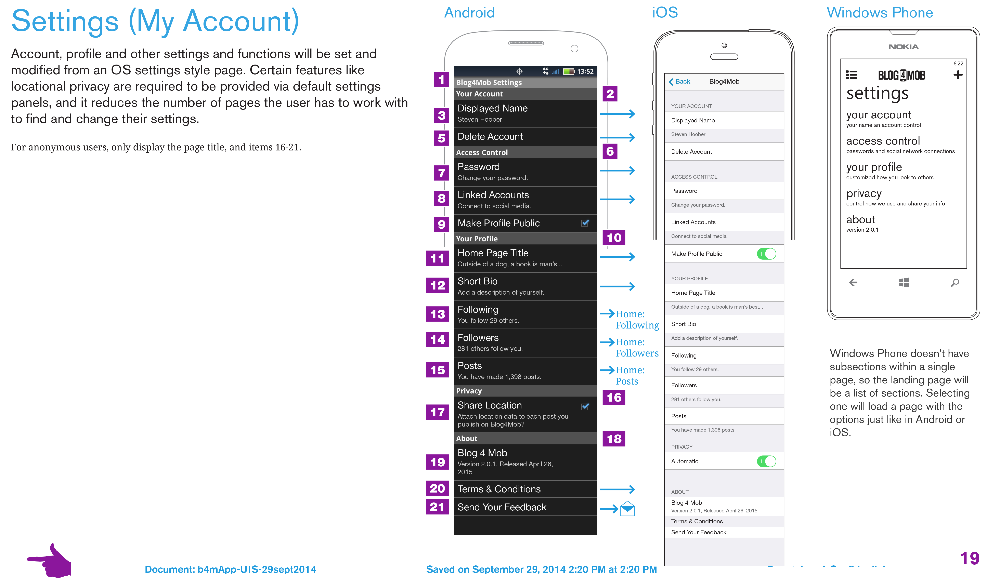 Settings (My Account)
Account, profile and other settings and functions will be set and
modified from an OS settings style page. Certain features like
locational privacy are required to be provided via default settings
panels, and it reduces the number of pages the user has to work with
to find and change their settings.
For anonymous users, only display the page title, and items 16-21.
Android
13:52
4G
1
Blog4Mob Settings
Your Account
2
3
Displayed Name
Steven Hoober
5
Delete Account
Access Control
6
7
Password
Change your password.
8
Linked Accounts
Connect to social media.
9
Make Profile Public
Your Profile
10
11
Home Page Title
Outside of a dog, a book is man's...
12
Short Bio
Add a description of yourself.
13
Following
You follow 29 others.
Home:
Following
14
Followers
281 others follow you.
Home:
Followers
15
Posts
You have made 1,398 posts.
Home:
Posts
Privacy
16
17
Share Location
Attach location data to each post you
publish on Blog4Mob?
About
18
19
Blog 4 Mob
Version 2.0.1, Released April 26,
2015
20
Terms & Conditions
21
Send Your Feedback
iOS
Back
Blog4Mob
YOUR ACCOUNT
Displayed Name
Steven Hoober
Delete Account
ACCESS CONTROL
Password
Change your password.
Linked Accounts
Connect to social media.
Make Profile Public
YOUR PROFILE
Home Page Title
Outside of a dog, a book is man's best...
Short Bio
Add a description of yourself.
Following
You follow 29 others.
Followers
281 others follow you.
Posts
You have made 1,396 posts.
PRIVACY
Automatic
ABOUT
Blog 4 Mob
Version 2.0.1, Released April 26, 2015
Terms & Conditions
Send Your Feedback
Windows Phone
NOKIA
6:22
BLOG4MOB
settings
your account
your name an account control
access control
passwords and social network connections
your profile
customized how you look to others
privacy
control how we use and share your info
about
version 2.0.1
Windows Phone doesn't have
subsections within a single
page, so the landing page will
be a list of sections. Selecting
one will load a page with the
options just like in Android or
iOS.
Document: b4mApp-UIS-29sept2014
Saved on September 29, 2014 2:20 PM at 2:20 PM
19